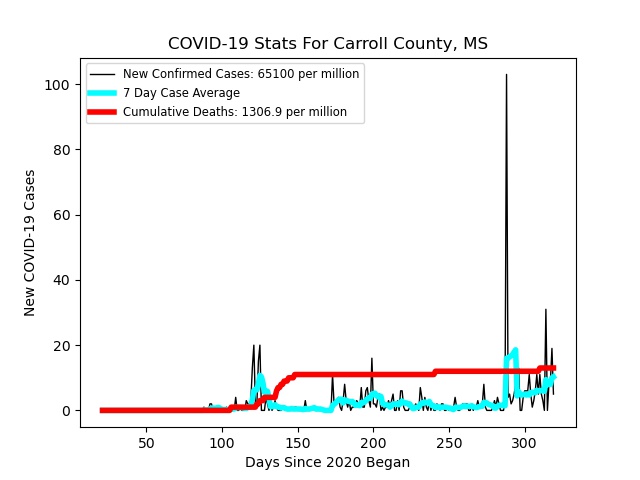 COVID-19 Stats For Carroll County, MS
New Confirmed Cases: 65100 per million
7 Day Case Average
Cumulative Deaths: 1306.9 per million
New COVID-19 Cases
100
80
60
40
20
0
50 100 150 200 250 300
Days Since 2020 Began